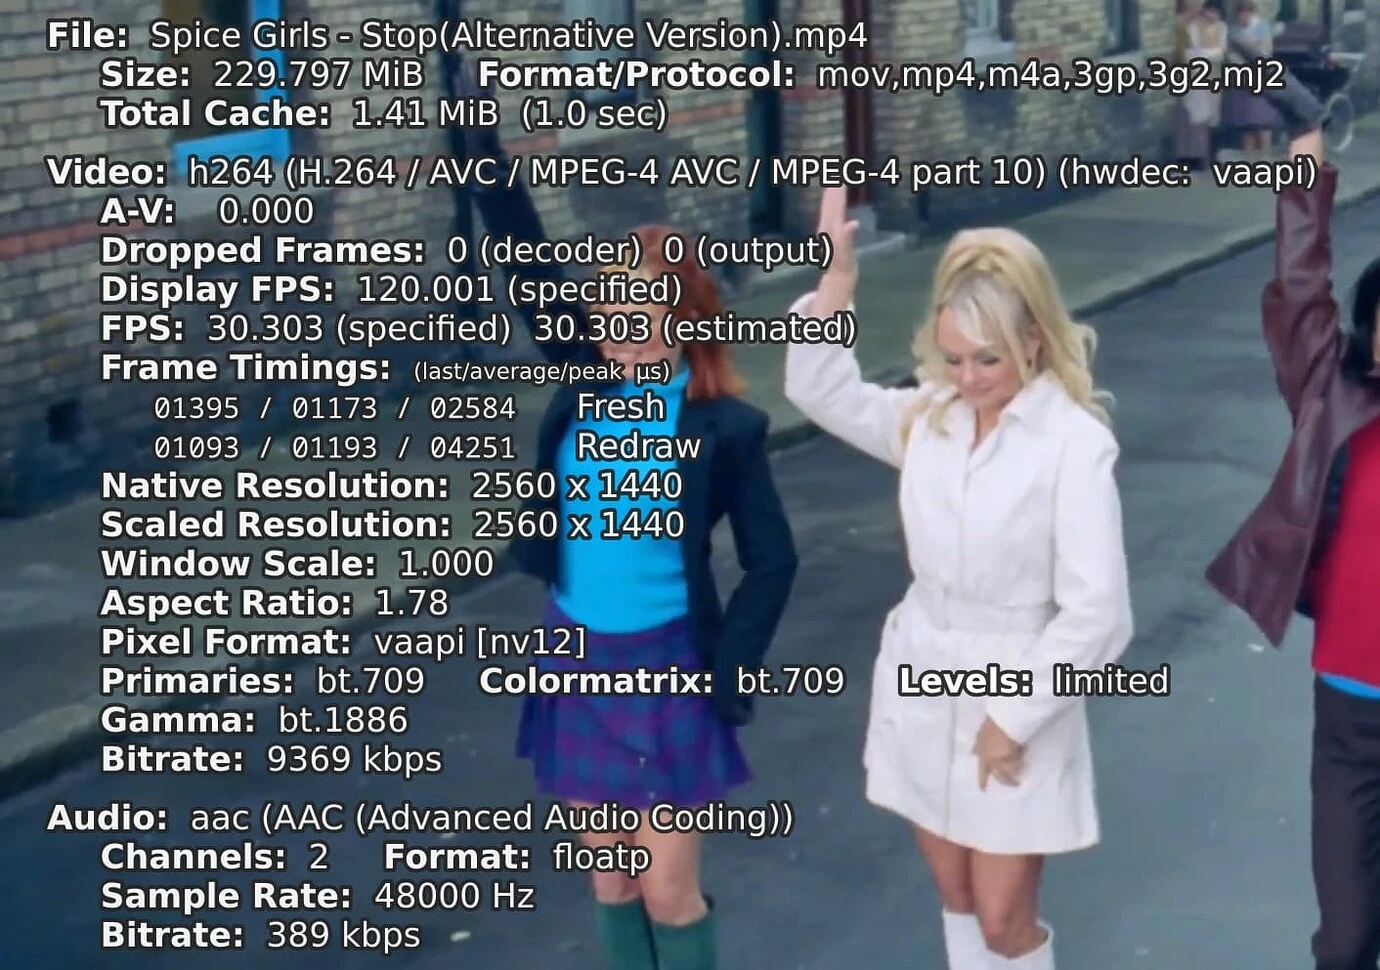 File: Spice Girls - Stop(Alternative Version).mp4
Size: 229.797 MiB Format/Protocol: mov,mp4,m4a,3gp,3g2,mj2
Total Cache: 1.41 MiB (1.0 sec)
Video: h264 (H.264 / AVC / MPEG-4 AVC / MPEG-4 part 10) (hwdec: vaapi)
A-V: 0.000
Dropped Frames: 0 (decoder) 0 (output)
Display FPS: 120.001 (specified)
FPS: 30.303 (specified) 30.303 (estimated)
Frame Timings: (last/average/peak μs)
01395 / 01173 / 02584 Fresh
01093 / 01193 / 04251 Redraw
Native Resolution: 2560 x 1440
Scaled Resolution: 2560 x 1440
Window Scale: 1.000
Aspect Ratio: 1.78
Pixel Format: vaapi [nv12]
Primaries: bt.709 Colormatrix: bt.709 Levels: limited
Gamma: bt.1886
Bitrate: 9369 kbps
Audio: aac (AAC (Advanced Audio Coding))
Channels: 2 Format: floatp
Sample Rate: 48000 Hz
Bitrate: 389 kbps